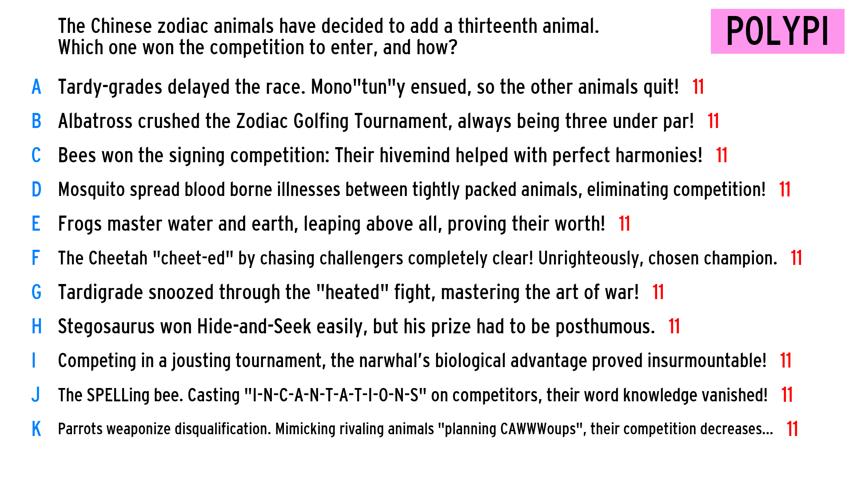 The Chinese zodiac animals have decided to add a thirteenth animal.
Which one won the competition to enter, and how?
POLYPI
A Tardy-grades delayed the race. Mono"tun"y ensued, so the other animals quit! 11
B Albatross crushed the Zodiac Golfing Tournament, always being three under par! 11
C Bees won the signing competition: Their hivemind helped with perfect harmonies! 11
D Mosquito spread blood borne illnesses between tightly packed animals, eliminating competition! 11
E Frogs master water and earth, leaping above all, proving their worth! 11
F The Cheetah "cheet-ed" by chasing challengers completely clear! Unrighteously, chosen champion. 11
G Tardigrade snoozed through the "heated" fight, mastering the art of war! 11
H Stegosaurus won Hide-and-Seek easily, but his prize had to be posthumous. 11
I Competing in a jousting tournament, the narwhal's biological advantage proved insurmountable! 11
J The SPELLing bee. Casting "I-N-C-A-N-T-A-T-I-O-N-S" on competitors, their word knowledge vanished! 11
K Parrots weaponize disqualification. Mimicking rivaling animals "planning CAWWWoups", their competition decreases... 11